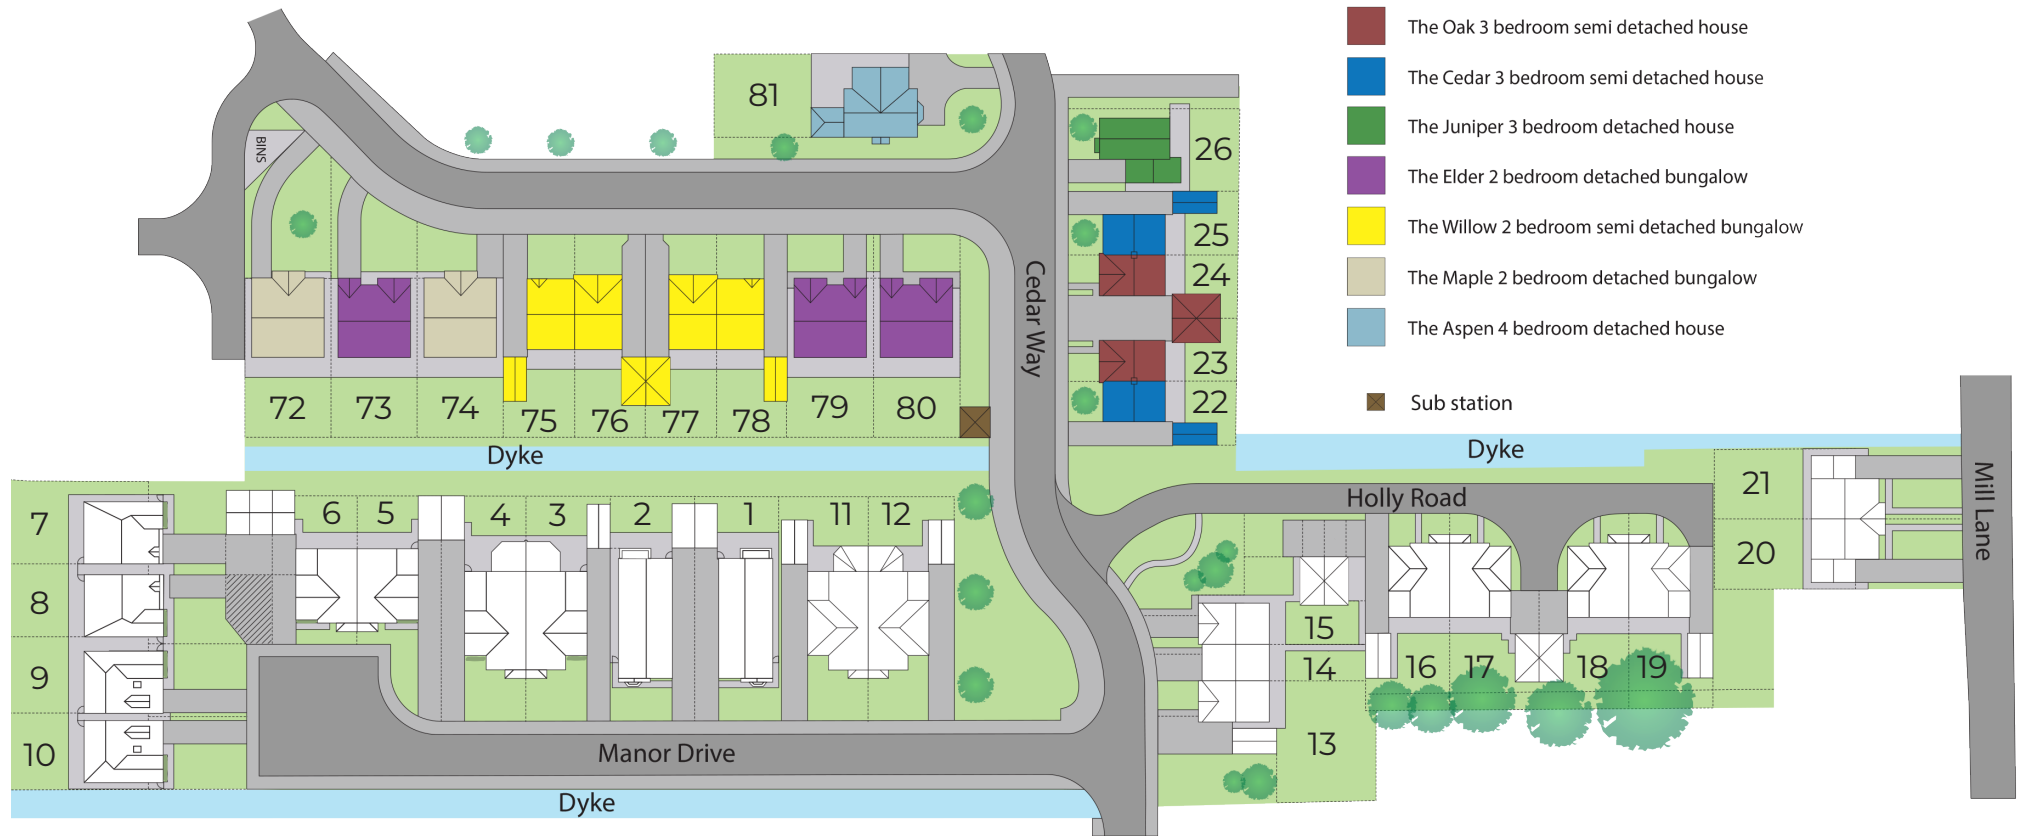 The Oak 3 bedroom semi detached house
The Cedar 3 bedroom semi detached house
The Juniper 3 bedroom detached house
The Elder 2 bedroom detached bungalow
The Willow 2 bedroom semi detached bungalow
The Maple 2 bedroom detached bungalow
The Aspen 4 bedroom detached house
Sub station
81
BINS
26
25
24
23
22
Cedar Way
72
73
74
75
76
77
78
79
80
Dyke
Dyke
Holly Road
Mill Lane
21
20
7
8
9
10
6
5
4
3
2
1
11
12
15
14
13
16
17
18
19
Manor Drive
Dyke